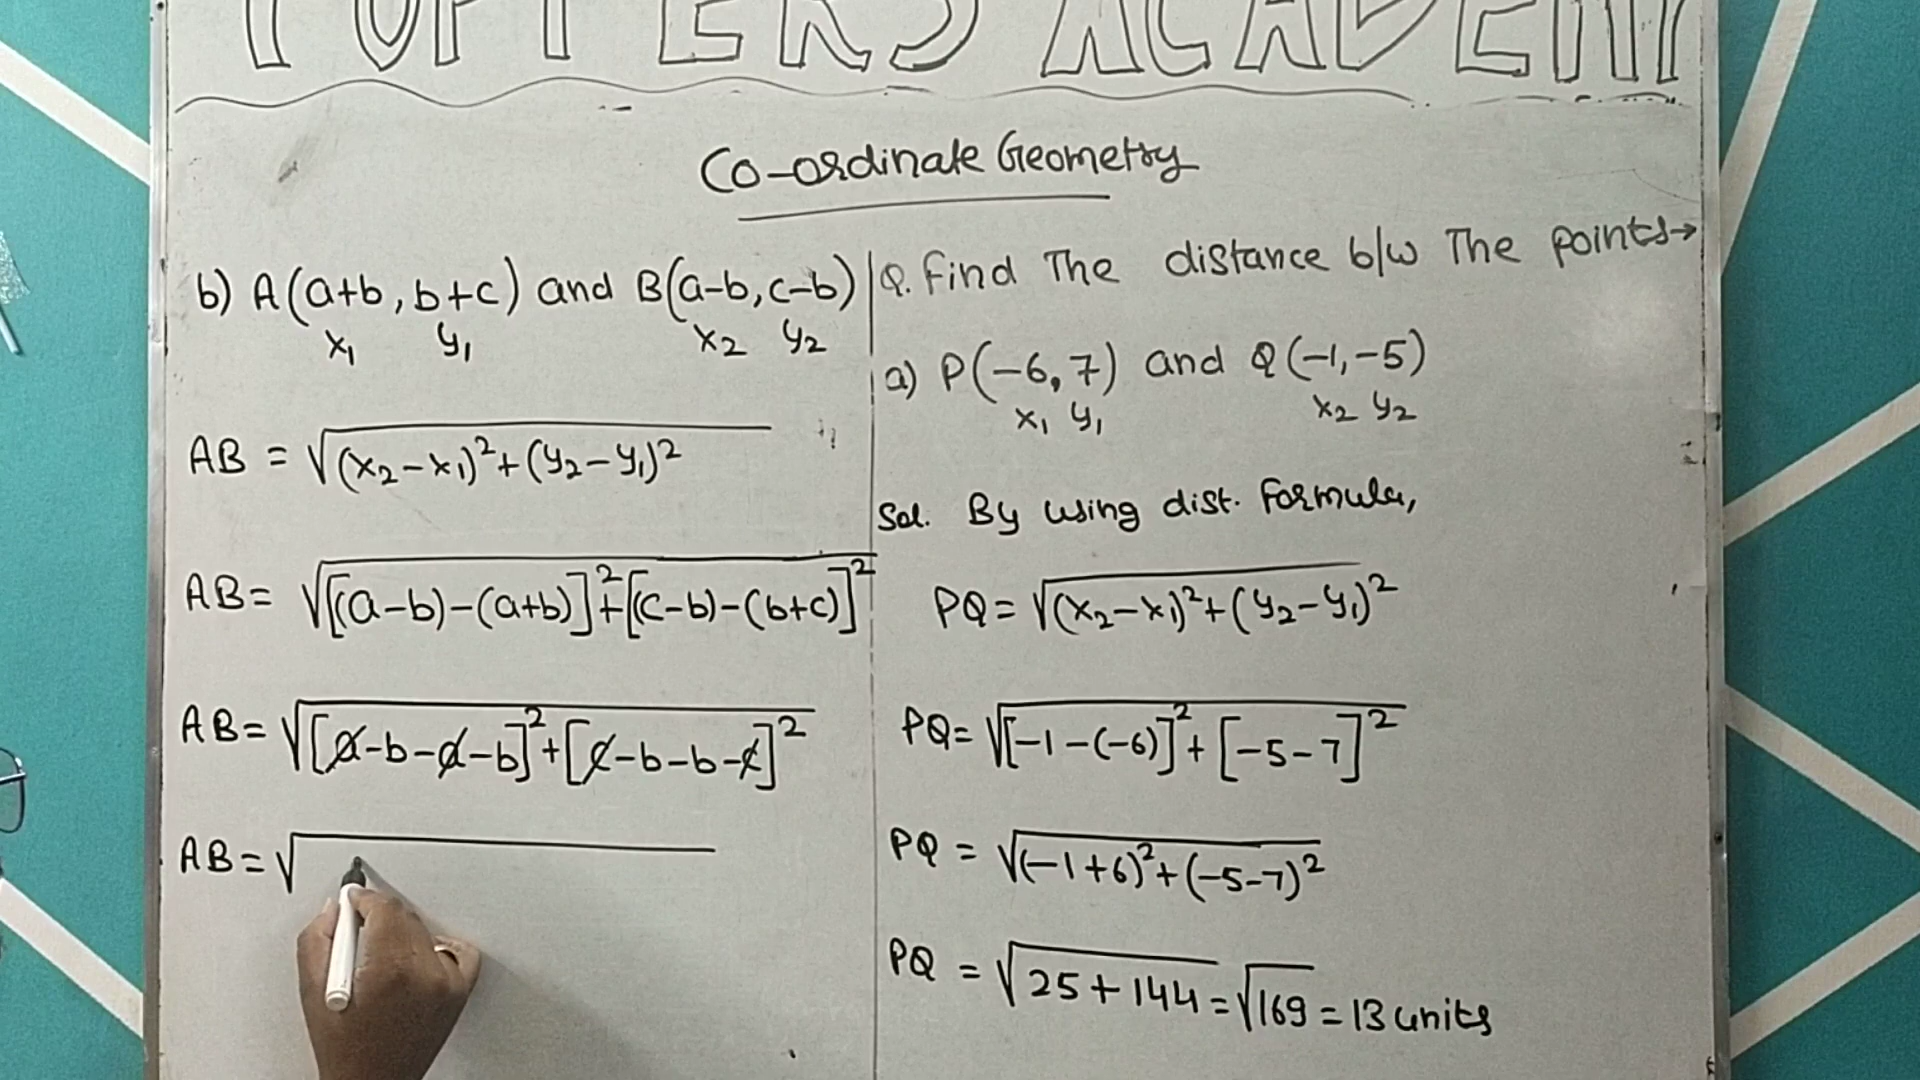 TOPPERS ACADEMY
Co-ordinate Geometry
b) A(a+b, b+c) and B(a-b, c-b)
x₁ y₁ x₂ y₂
AB = √(x₂-x₁)²+(y₂-y₁)²
AB= √[(a-b)-(a+b)]²+[(c-b)-(b+c)]²
AB= √[a-b-a-b]²+[c-b-b-c]²
AB= √
Q. Find The distance b/w The points→
a) P(-6, 7) and Q(-1, -5)
x₁ y₁ x₂ y₂
Sol. By using dist. Formula,
PQ= √(x₂-x₁)²+(y₂-y₁)²
PQ= √[-1-(-6)]²+[-5-7]²
PQ = √(-1+6)²+(-5-7)²
PQ = √25+144 = √169 = 13 units